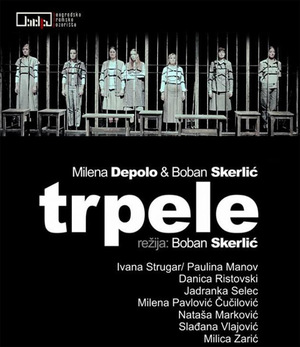 Milena Depolo & Boban Skerlić
trpele
režija: Boban Skerlić
Ivana Strugar/ Paulina Manov
Danica Ristovski
Jadranka Selec
Milena Pavlović Čučilović
Nataša Marković
Slađana Vlajović
Milica Zarić